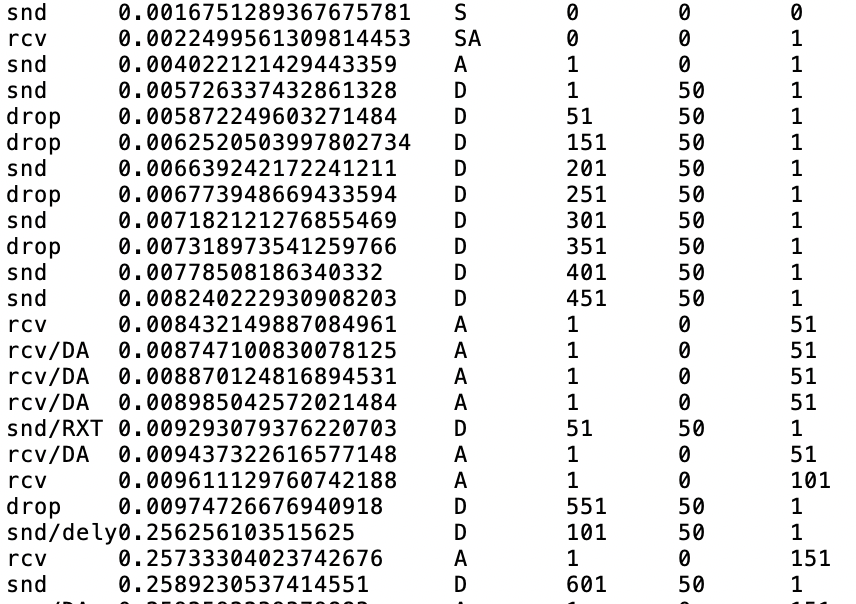 snd 0.0016751289367675781 S 0 0 0
rcv 0.0022499561309814453 SA 0 0 1
snd 0.004022121429443359 A 1 0 1
snd 0.005726337432861328 D 1 50 1
drop 0.005872249603271484 D 51 50 1
drop 0.0062520503997802734 D 151 50 1
snd 0.006639242172241211 D 201 50 1
drop 0.006773948669433594 D 251 50 1
snd 0.007182121276855469 D 301 50 1
drop 0.007318973541259766 D 351 50 1
snd 0.00778508186340332 D 401 50 1
snd 0.008240222930908203 D 451 50 1
rcv 0.008432149887084961 A 1 0 51
rcv/DA 0.008747100830078125 A 1 0 51
rcv/DA 0.008870124816894531 A 1 0 51
rcv/DA 0.008985042572021484 A 1 0 51
snd/RXT 0.009293079376220703 D 51 50 1
rcv/DA 0.009437322616577148 A 1 0 51
rcv 0.009611129760742188 A 1 0 101
drop 0.00974726676940918 D 551 50 1
snd/dely0.256256103515625 D 101 50 1
rcv 0.25733304023742676 A 1 0 151
snd 0.2589230537414551 D 601 50 1